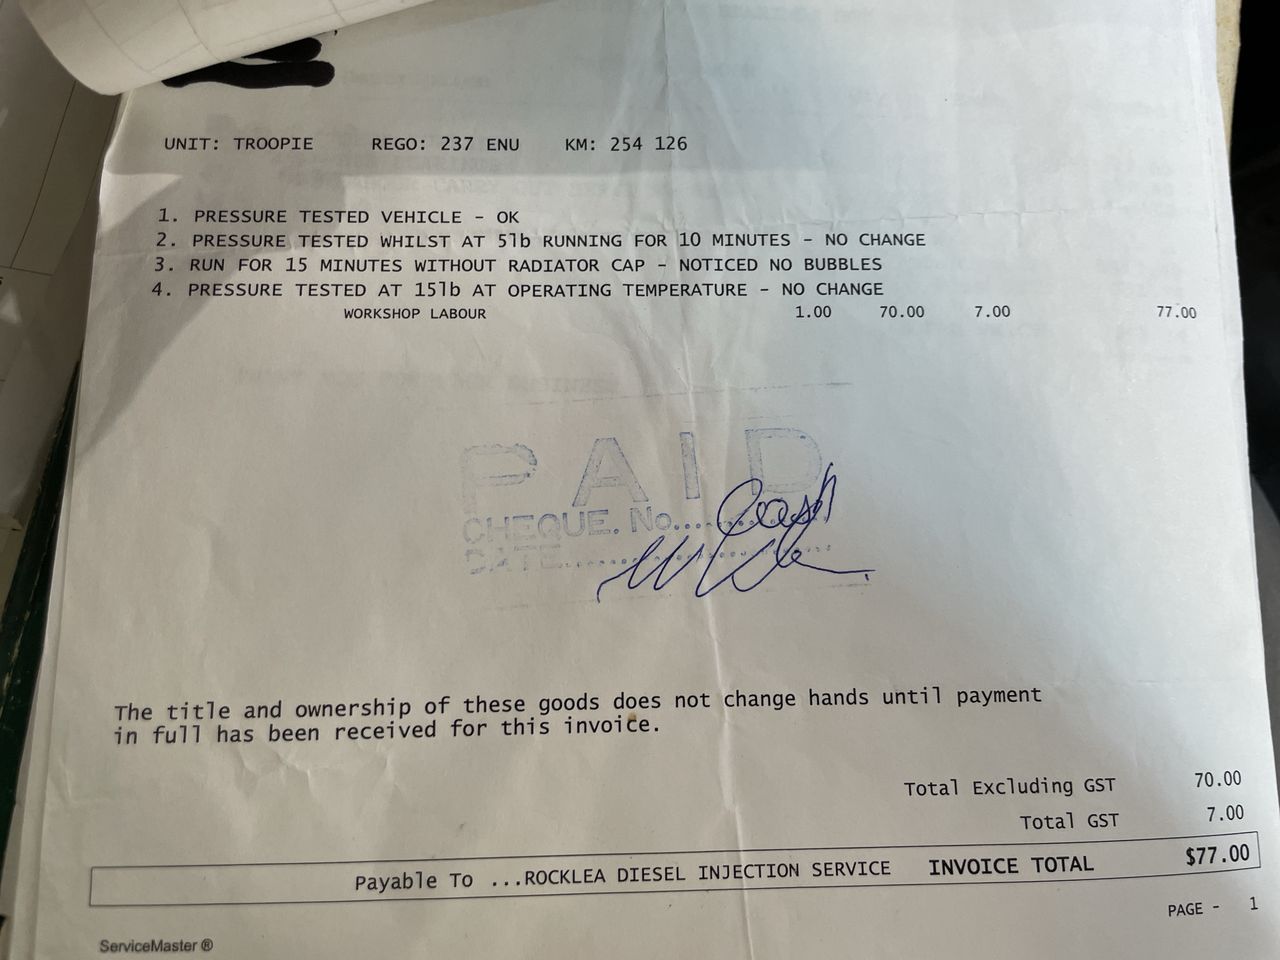 UNIT: TROOPIE REGO: 237 ENU KM: 254 126
1. PRESSURE TESTED VEHICLE - OK
2. PRESSURE TESTED WHILST AT 5lb RUNNING FOR 10 MINUTES - NO CHANGE
3. RUN FOR 15 MINUTES WITHOUT RADIATOR CAP - NOTICED NO BUBBLES
4. PRESSURE TESTED AT 15lb AT OPERATING TEMPERATURE - NO CHANGE
WORKSHOP LABOUR 1.00 70.00 7.00 77.00
PAID
CHEQUE. No.... Cash
DATE............................
The title and ownership of these goods does not change hands until payment
in full has been received for this invoice.
Total Excluding GST 70.00
Total GST 7.00
Payable To ...ROCKLEA DIESEL INJECTION SERVICE INVOICE TOTAL $77.00
PAGE - 1
ServiceMaster ®